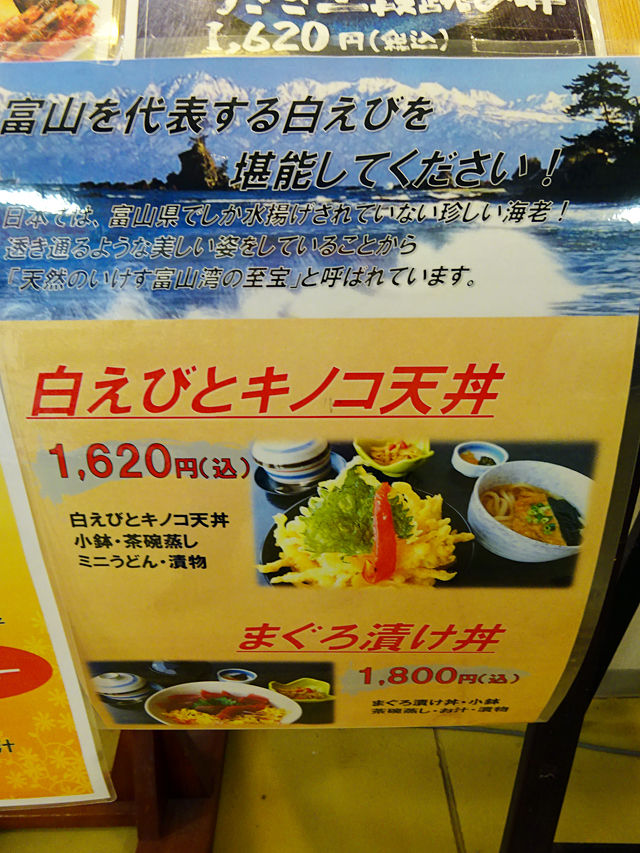 1,620円(税込)
富山を代表する白えびを
堪能してください！
日本では、富山県でしか水揚げされていない珍しい海老！
透き通るような美しい姿をしていることから
「天然のいけす富山湾の至宝」と呼ばれています。
白えびとキノコ天丼
1,620円(込)
白えびとキノコ天丼
小鉢・茶碗蒸し
ミニうどん・漬物
まぐろ漬け丼
1,800円(込)
まぐろ漬け丼・小鉢
茶碗蒸し・お汁・漬物
汁